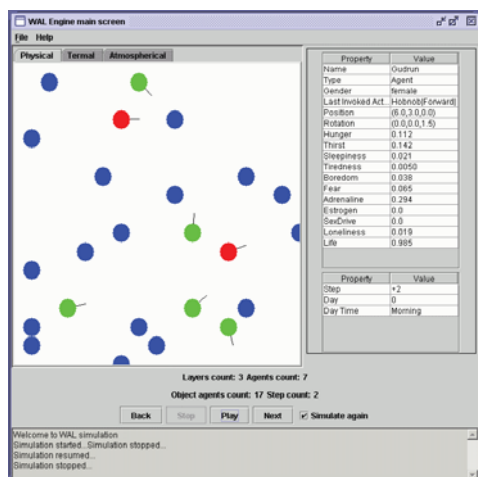 WAL Engine main screen
File Help
Physical Termal Atmospherical
Property Value
Name Gudrun
Type Agent
Gender female
Last Invoked Act... Hobnob|Forward|
Position (6.0,3.0,0.0)
Rotation (0.0,0.0,1.5)
Hunger 0.112
Thirst 0.142
Sleepiness 0.021
Tiredness 0.0050
Boredom 0.038
Fear 0.065
Adrenaline 0.294
Estrogen 0.0
SexDrive 0.0
Loneliness 0.019
Life 0.985
Property Value
Step +2
Day 0
Day Time Morning
Layers count: 3 Agents count: 7
Object agents count: 17 Step count: 2
Back Stop Play Next Simulate again
Welcome to WAL simulation
Simulation started...Simulation stopped...
Simulation resumed...
Simulation stopped...